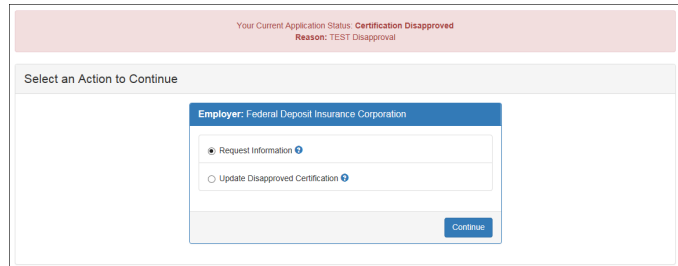 Your Current Application Status: Certification Disapproved
Reason: TEST Disapproval
Select an Action to Continue
Employer: Federal Deposit Insurance Corporation
Request Information ?
Update Disapproved Certification ?
Continue